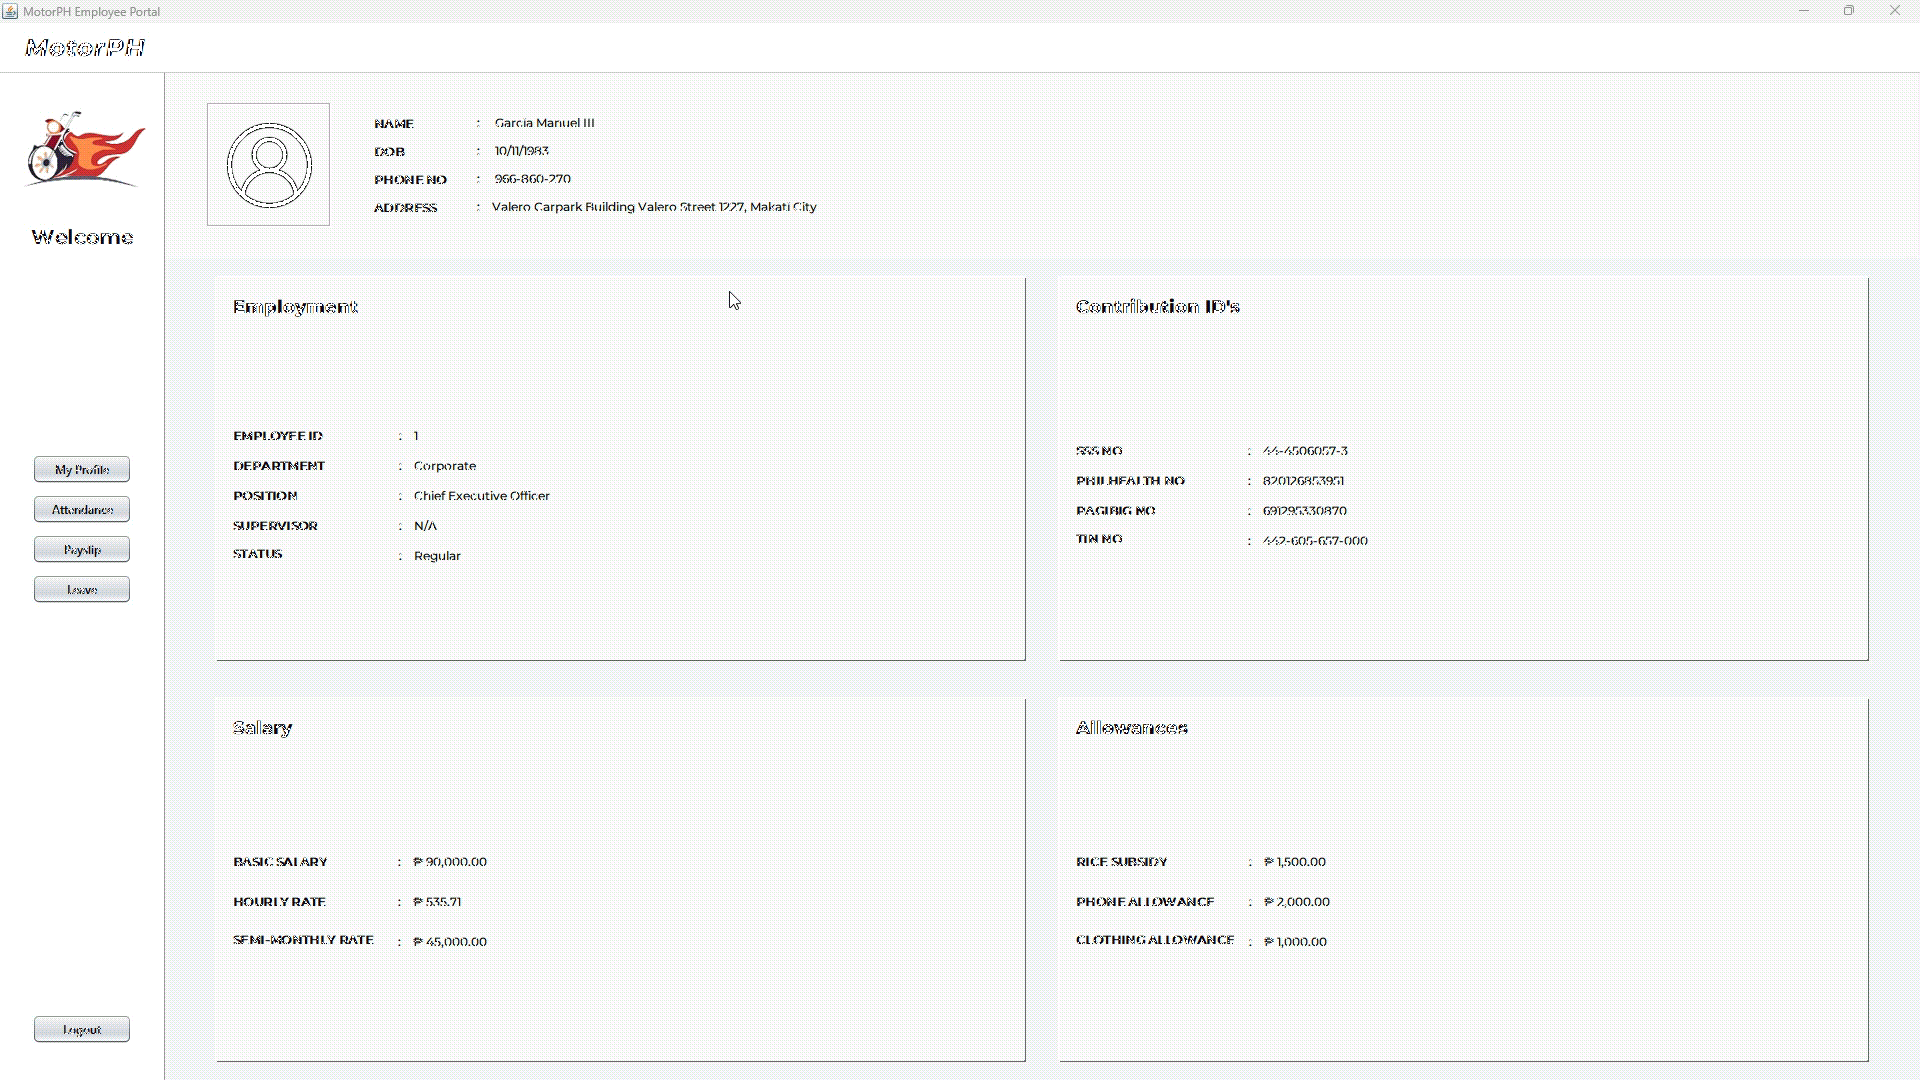 MotorPH Employee Portal
MotorPH
Welcome
My Profile
Attendance
Payslip
Leave
Logout
NAME : Garcia Manuel III
DOB : 10/11/1983
PHONE NO : 966-860-270
ADDRESS : Valero Carpark Building Valero Street 1227, Makati City
Employment
EMPLOYEE ID : 1
DEPARTMENT : Corporate
POSITION : Chief Executive Officer
SUPERVISOR : N/A
STATUS : Regular
Contribution ID's
SSS NO : 44-4506057-3
PHILHEALTH NO : 820126853951
PAGIBIG NO : 691295330870
TIN NO : 442-605-657-000
Salary
BASIC SALARY : ₱ 90,000.00
HOURLY RATE : ₱ 535.71
SEMI-MONTHLY RATE : ₱ 45,000.00
Allowances
RICE SUBSIDY : ₱ 1,500.00
PHONE ALLOWANCE : ₱ 2,000.00
CLOTHING ALLOWANCE : ₱ 1,000.00